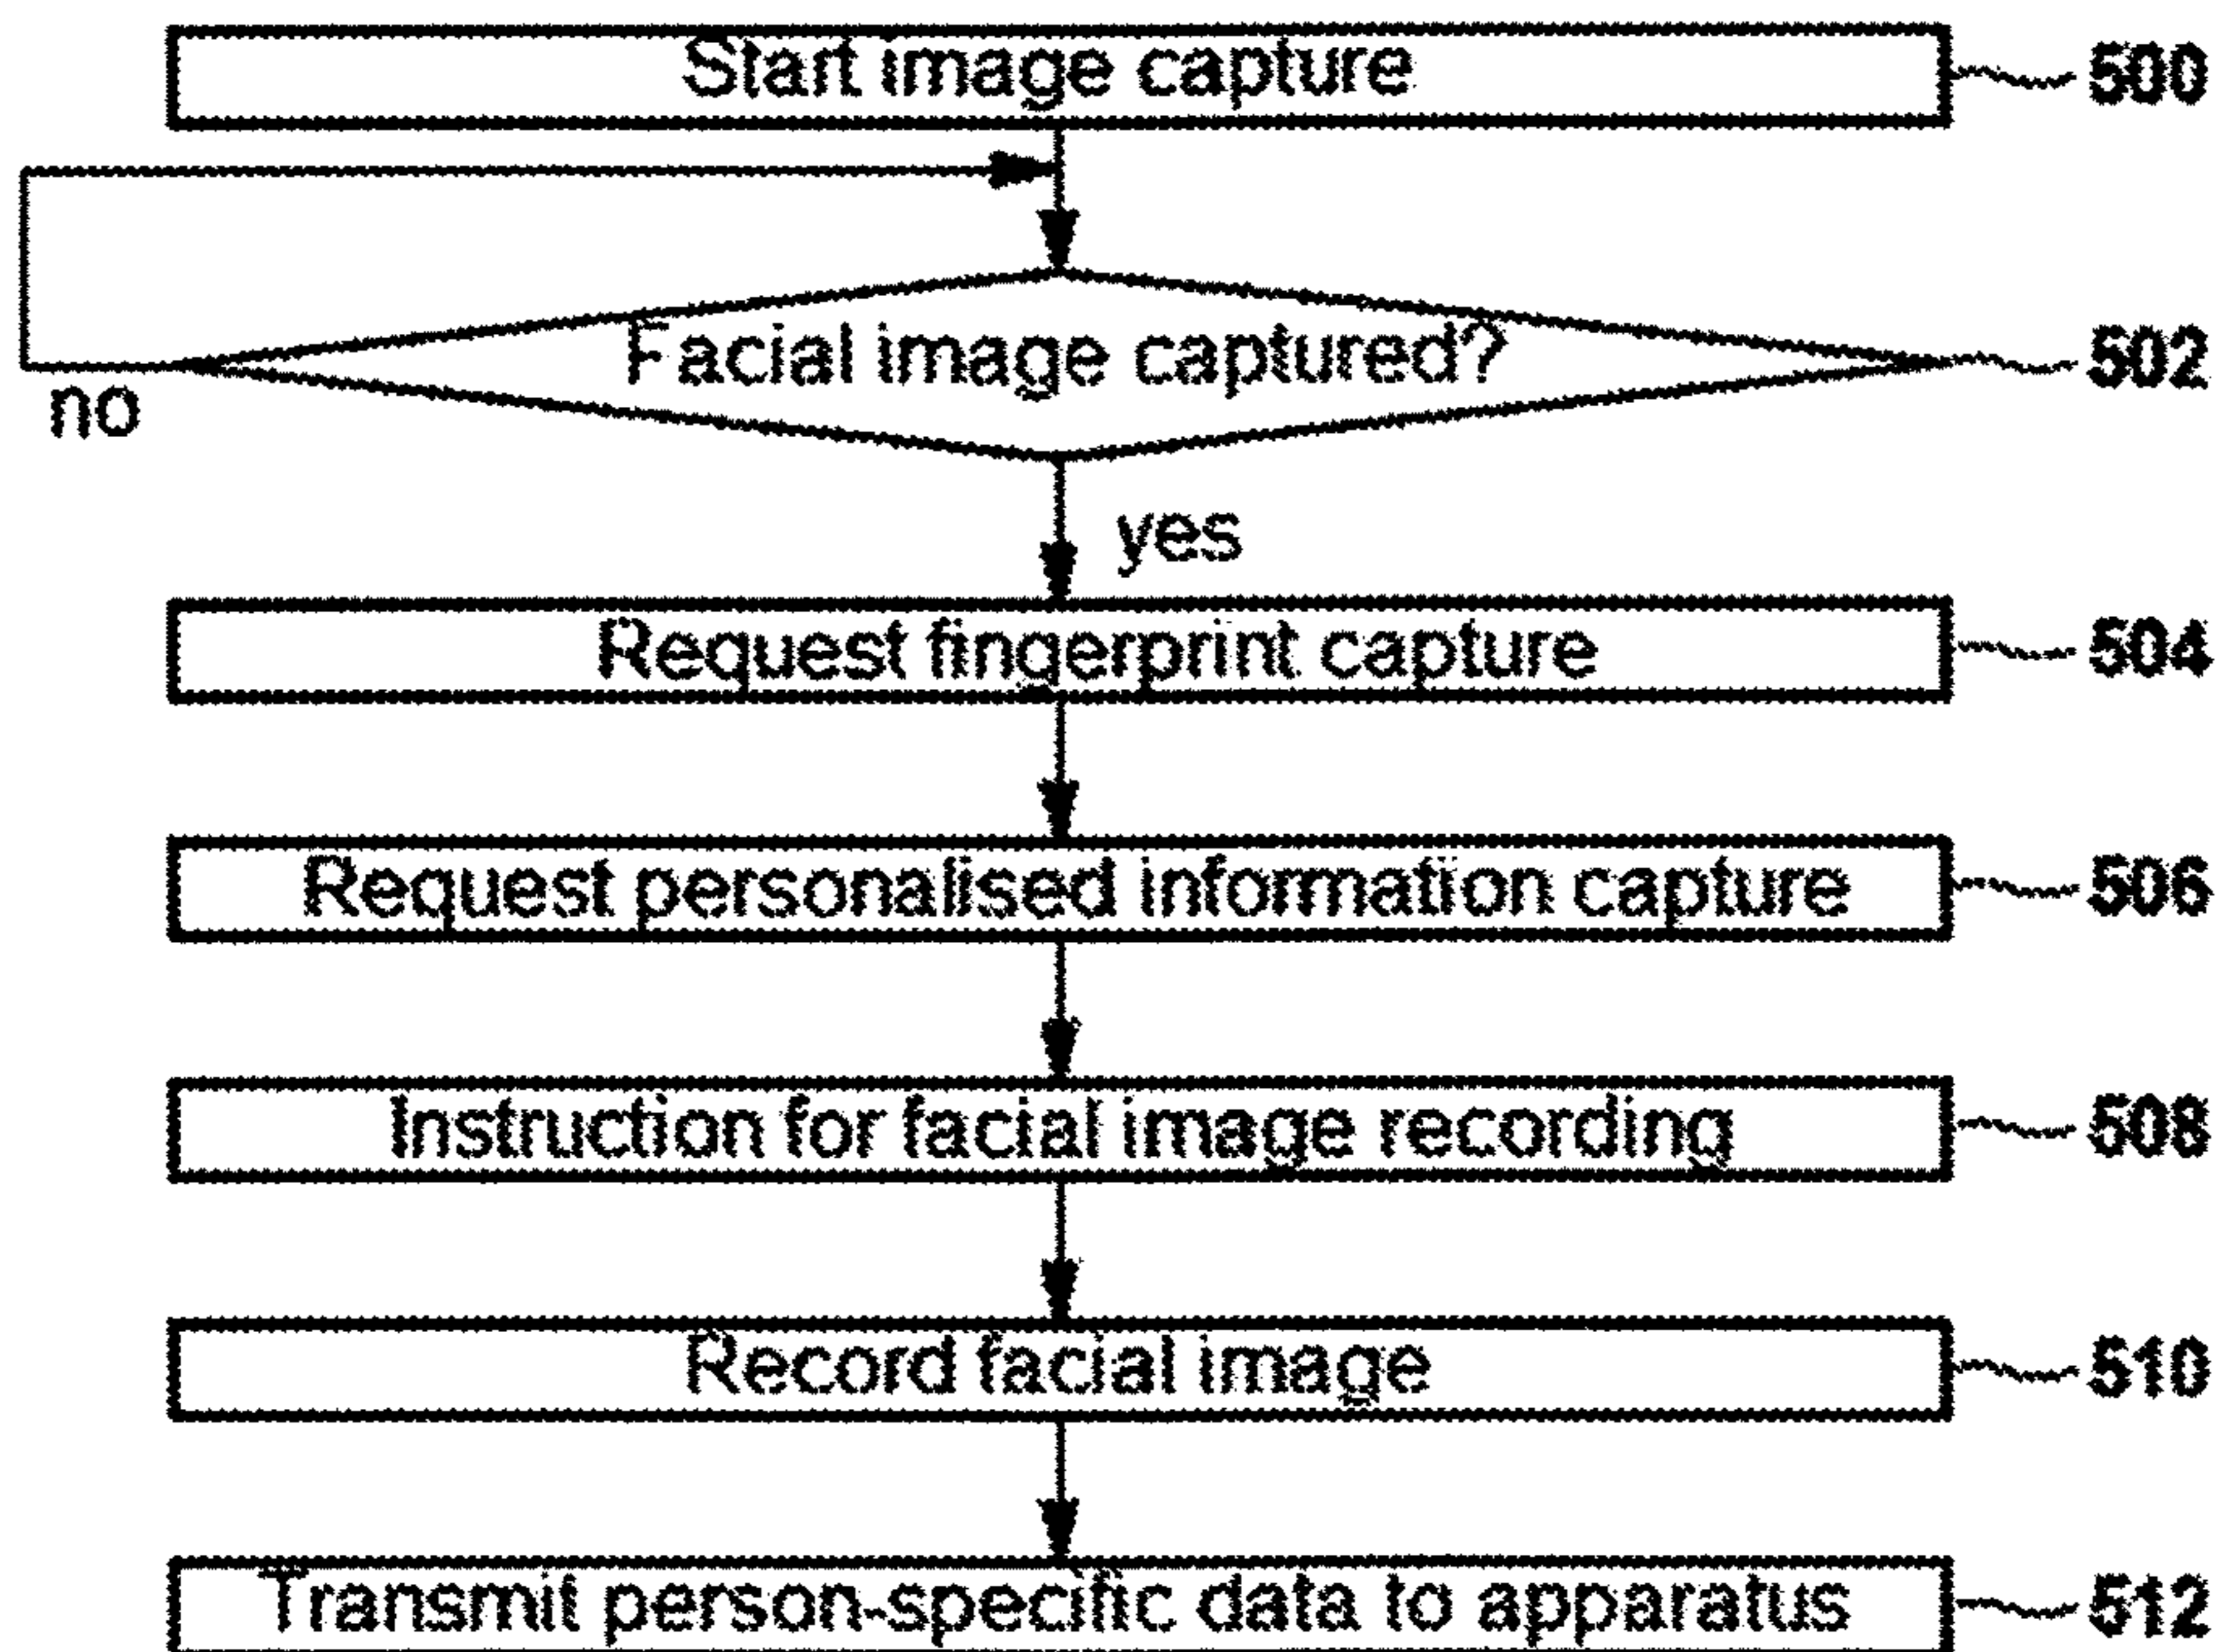 Start image capture 500
Facial image captured? 502
no
yes
Request fingerprint capture 504
Request personalised information capture 506
Instruction for facial image recording 508
Record facial image 510
Transmit person-specific data to apparatus 512